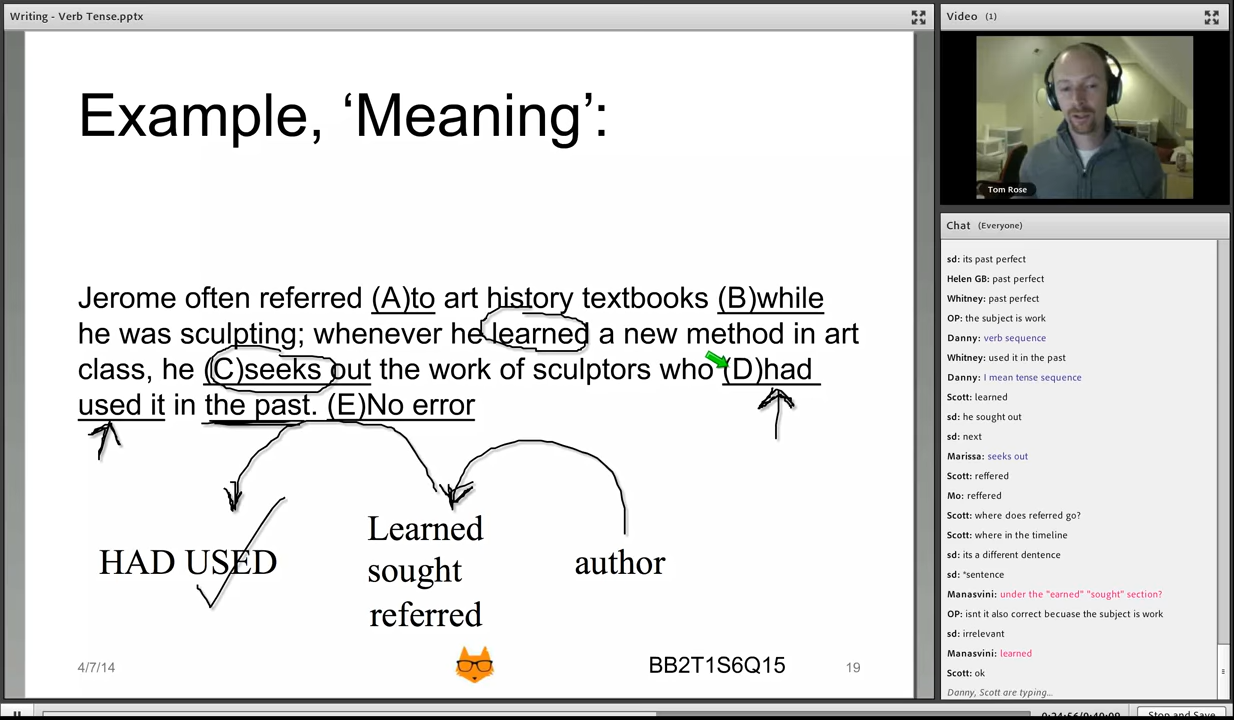 Writing - Verb Tense.pptx
Example, ‘Meaning’:
Jerome often referred (A)to art history textbooks (B)while
he was sculpting; whenever he learned a new method in art
class, he (C)seeks out the work of sculptors who (D)had
used it in the past. (E)No error
HAD USED
Learned
sought
referred
author
4/7/14
BB2T1S6Q15
19
Video (1)
Tom Rose
Chat (Everyone)
sd: its past perfect
Helen GB: past perfect
Whitney: past perfect
OP: the subject is work
Danny: verb sequence
Whitney: used it in the past
Danny: I mean tense sequence
Scott: learned
sd: he sought out
sd: next
Marissa: seeks out
Scott: reffered
Mo: reffered
Scott: where does referred go?
Scott: where in the timeline
sd: its a different dentence
sd: *sentence
Manasvini: under the "earned" "sought" section?
OP: isnt it also correct becuase the subject is work
sd: irrelevant
Manasvini: learned
Scott: ok
Danny, Scott are typing...
0:24:56/0:40:09
Stop and Save